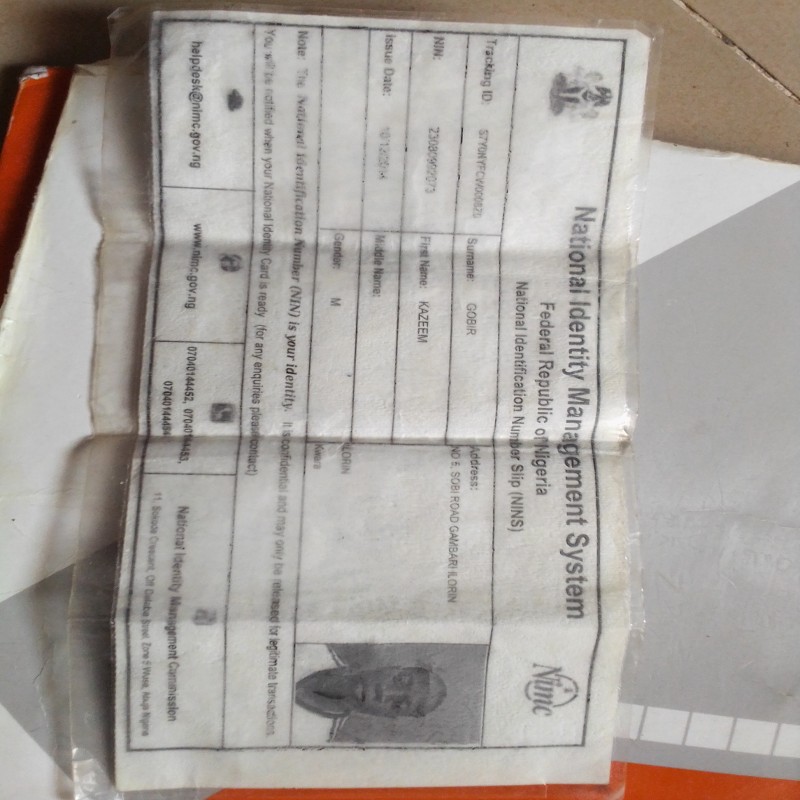 National Identity Management System
Federal Republic of Nigeria
National Identification Number Slip (NINS)
nimc
Tracking ID:
Surname: GOBIR
Address:
NO 5, SOBI ROAD GAMBARI ILORIN
NIN:
First Name: KAZEEM
Issue Date:
Middle Name:
Gender: M
ILORIN
Kwara
Note: The National Identification Number (NIN) is your identity. It is confidential and may only be released for legitimate transactions.
You will be notified when your National Identity Card is ready (for any enquiries please contact)
helpdesk@nimc.gov.ng
www.nimc.gov.ng
07040144452, 07040144453,
07040144454
National Identity Management Commission
11, Sokode Crescent, Off Dalaba Street, Zone 5 Wuse, Abuja Nigeria